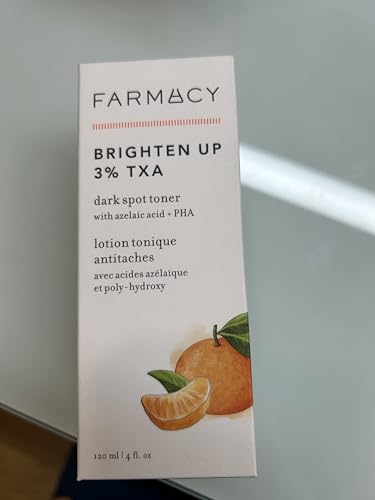 FARMACY
BRIGHTEN UP
3% TXA
dark spot toner
with azelaic acid + PHA
lotion tonique
antitaches
avec acides azélaïque
et poly-hydroxy
120 ml | 4 fl. oz